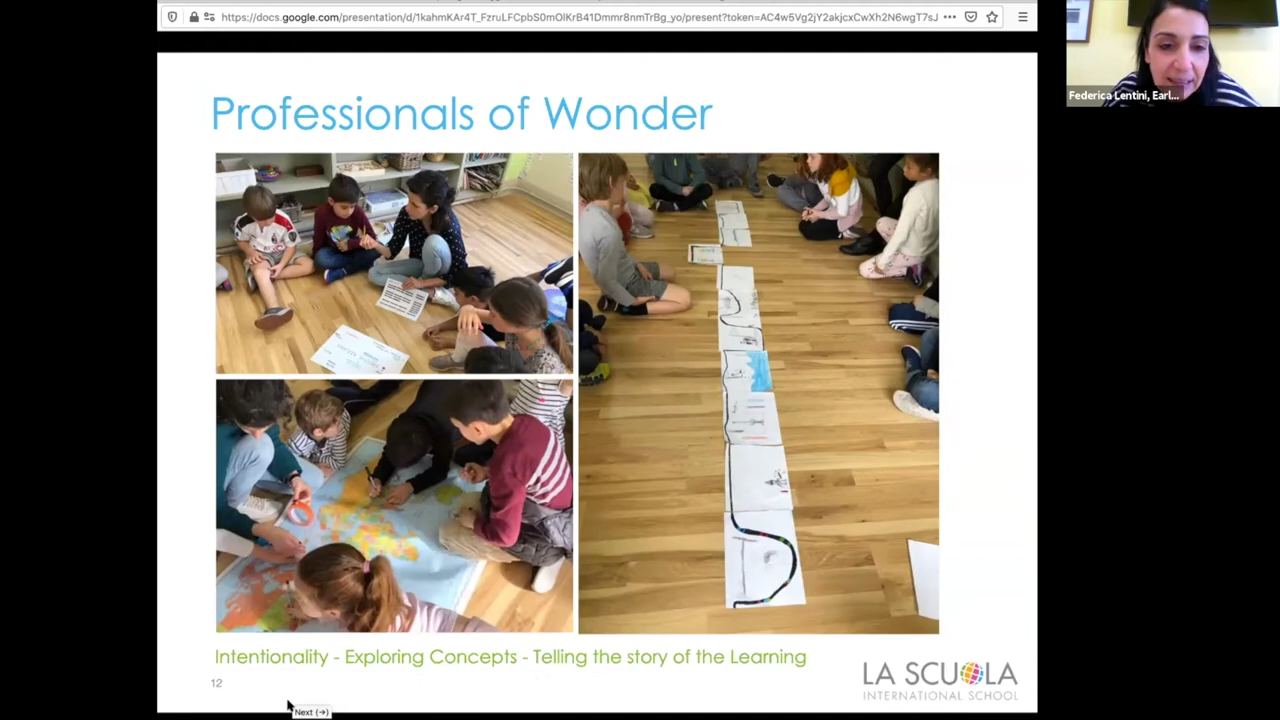 https://docs.google.com/presentation/d/1kahmKAr4T_FzruLFCpbS0mOlKrB41Dmmr8nmTrBg_yo/present?token=AC4w5Vg2jY2akjcxCwXh2N6wgT7sJ
Federica Lentini, Earl...
Professionals of Wonder
Intentionality - Exploring Concepts - Telling the story of the Learning
LA SCUOLA
INTERNATIONAL SCHOOL
12
Next (→)